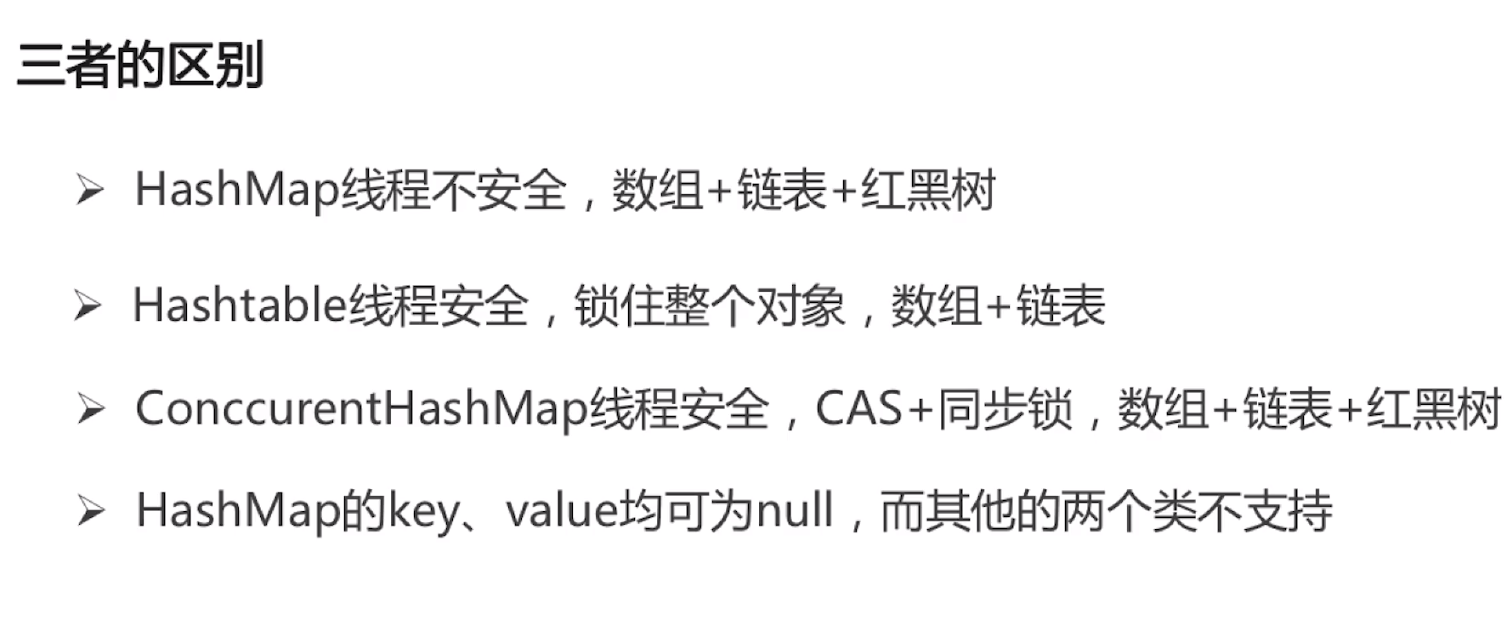 三者的区别
➢ HashMap线程不安全，数组+链表+红黑树
➢ Hashtable线程安全，锁住整个对象，数组+链表
➢ ConccurentHashMap线程安全，CAS+同步锁，数组+链表+红黑树
➢ HashMap的key、value均可为null，而其他的两个类不支持